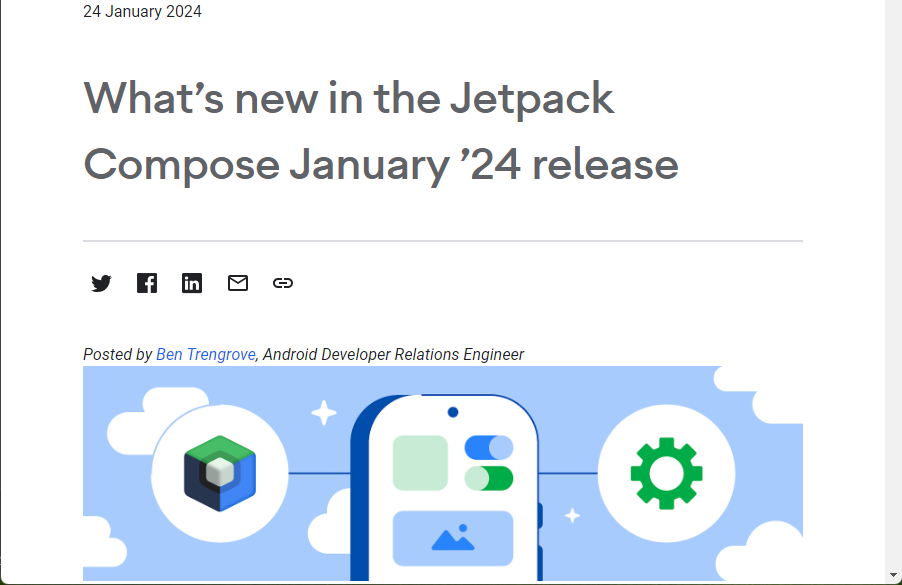 24 January 2024
What’s new in the Jetpack
Compose January ’24 release
Posted by Ben Trengrove, Android Developer Relations Engineer